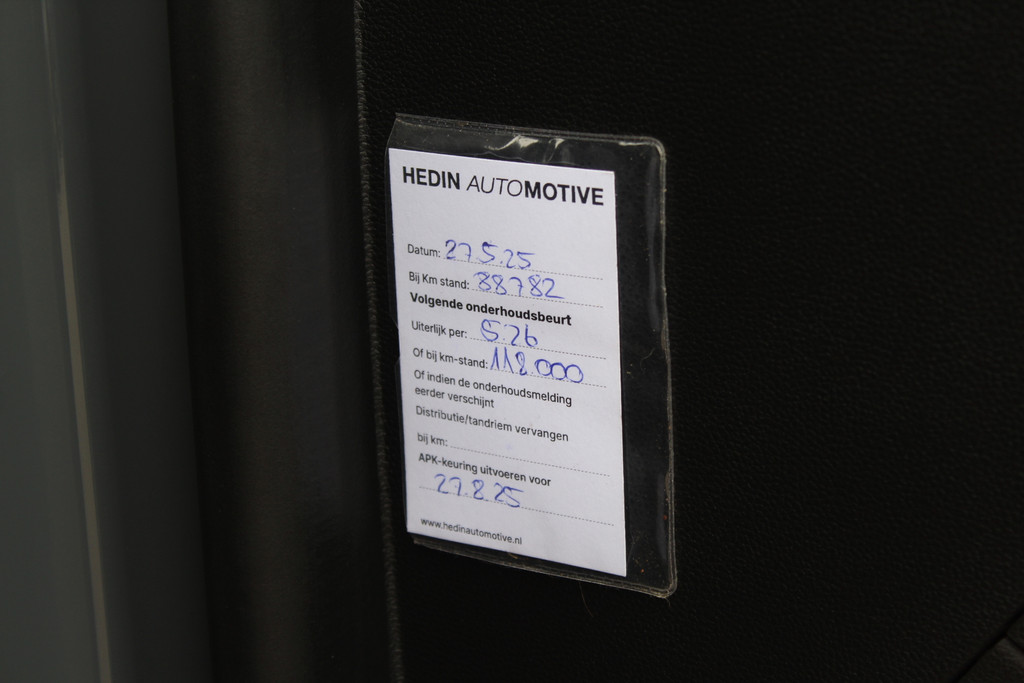 HEDIN AUTOMOTIVE
Datum: 27.5.25
Bij Km stand: 88782
Volgende onderhoudsbeurt
Uiterlijk per: 5.26
Of bij km-stand: 118.000
Of indien de onderhoudsmelding
eerder verschijnt
Distributie/tandriem vervangen
bij km:
APK-keuring uitvoeren voor
27.8.25
www.hedinautomotive.nl